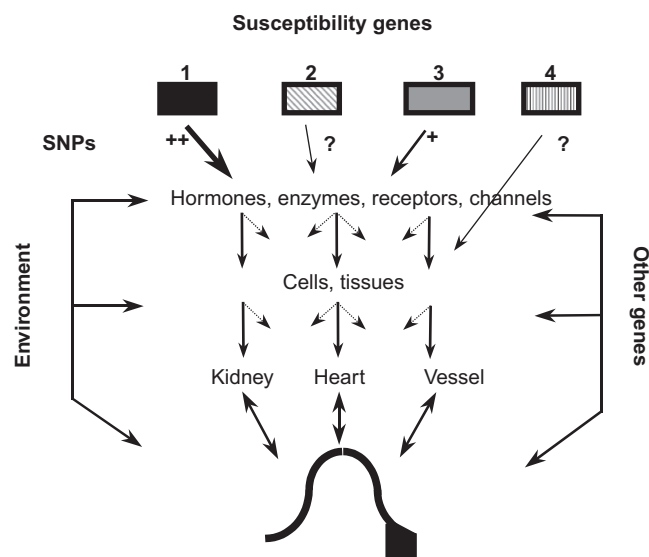 Susceptibility genes
1 2 3 4
SNPs ++ ? + ?
Hormones, enzymes, receptors, channels
Environment
Other genes
Cells, tissues
Kidney Heart Vessel